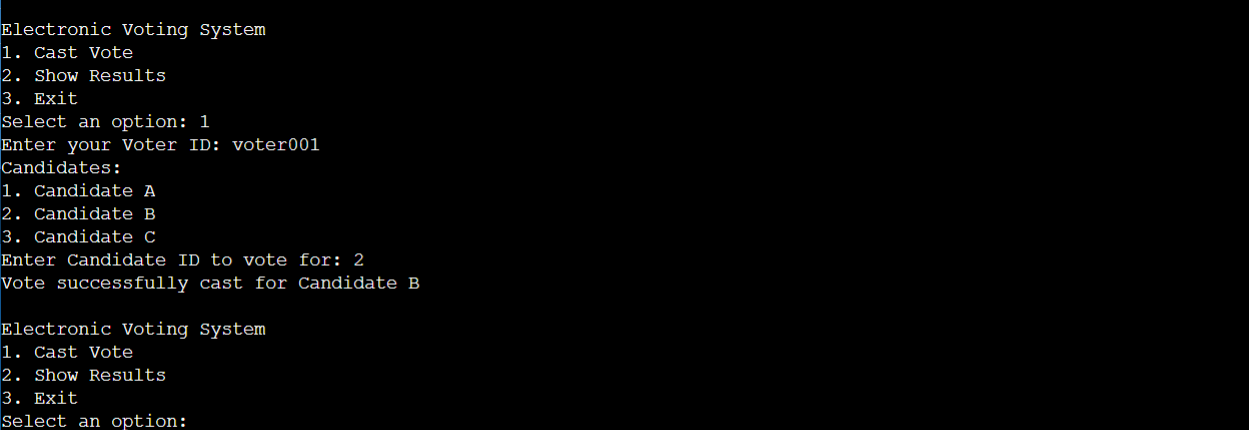 Electronic Voting System
1. Cast Vote
2. Show Results
3. Exit
Select an option: 1
Enter your Voter ID: voter001
Candidates:
1. Candidate A
2. Candidate B
3. Candidate C
Enter Candidate ID to vote for: 2
Vote successfully cast for Candidate B
Electronic Voting System
1. Cast Vote
2. Show Results
3. Exit
Select an option: